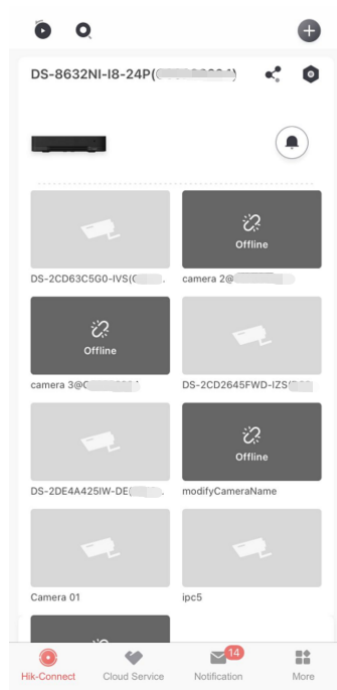 DS-8632NI-I8-24P(
DS-2CD63C5G0-IVS(
Offline
camera 2@
Offline
camera 3@
DS-2CD2645FWD-IZS
DS-2DE4A425IW-DE(
Offline
modifyCameraName
Camera 01
ipc5
Hik-Connect
Cloud Service
14
Notification
More